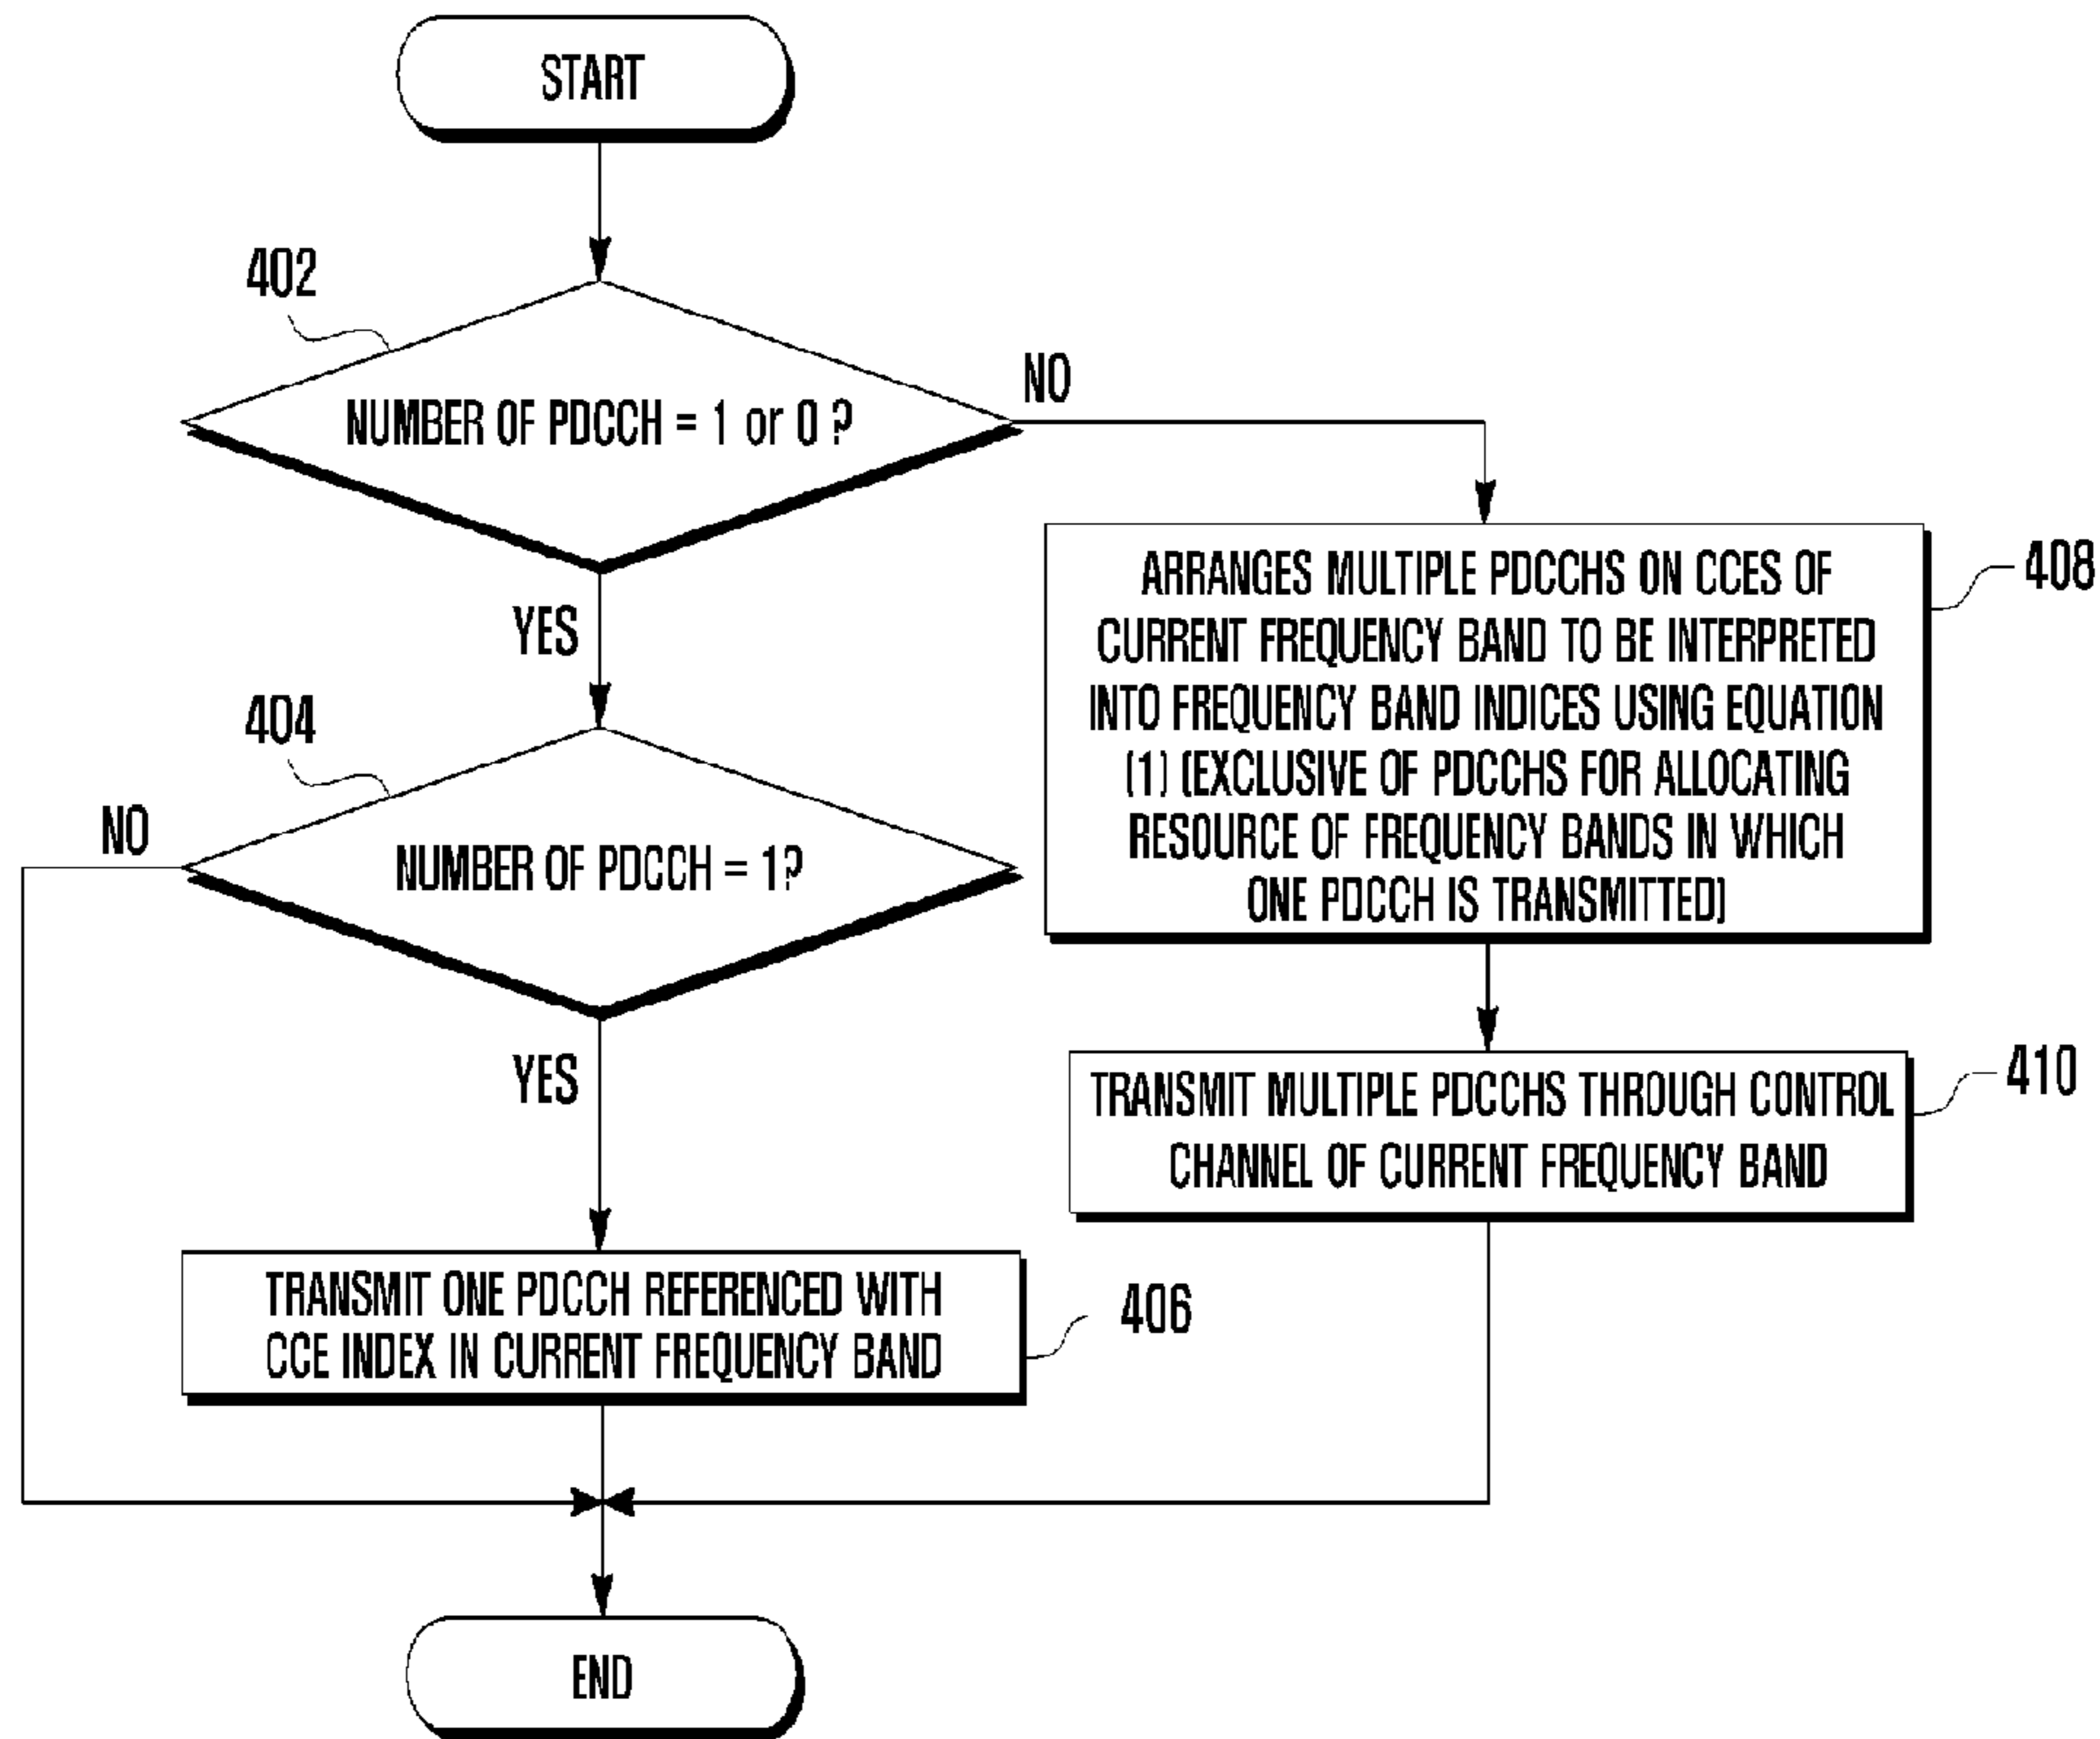 START
402
NUMBER OF PDCCH = 1 or 0 ?
NO
YES
408
ARRANGES MULTIPLE PDCCHS ON CCES OF
CURRENT FREQUENCY BAND TO BE INTERPRETED
INTO FREQUENCY BAND INDICES USING EQUATION
(1) (EXCLUSIVE OF PDCCHS FOR ALLOCATING
RESOURCE OF FREQUENCY BANDS IN WHICH
ONE PDCCH IS TRANSMITTED)
404
NO
NUMBER OF PDCCH = 1?
YES
410
TRANSMIT MULTIPLE PDCCHS THROUGH CONTROL
CHANNEL OF CURRENT FREQUENCY BAND
TRANSMIT ONE PDCCH REFERENCED WITH
CCE INDEX IN CURRENT FREQUENCY BAND
406
END